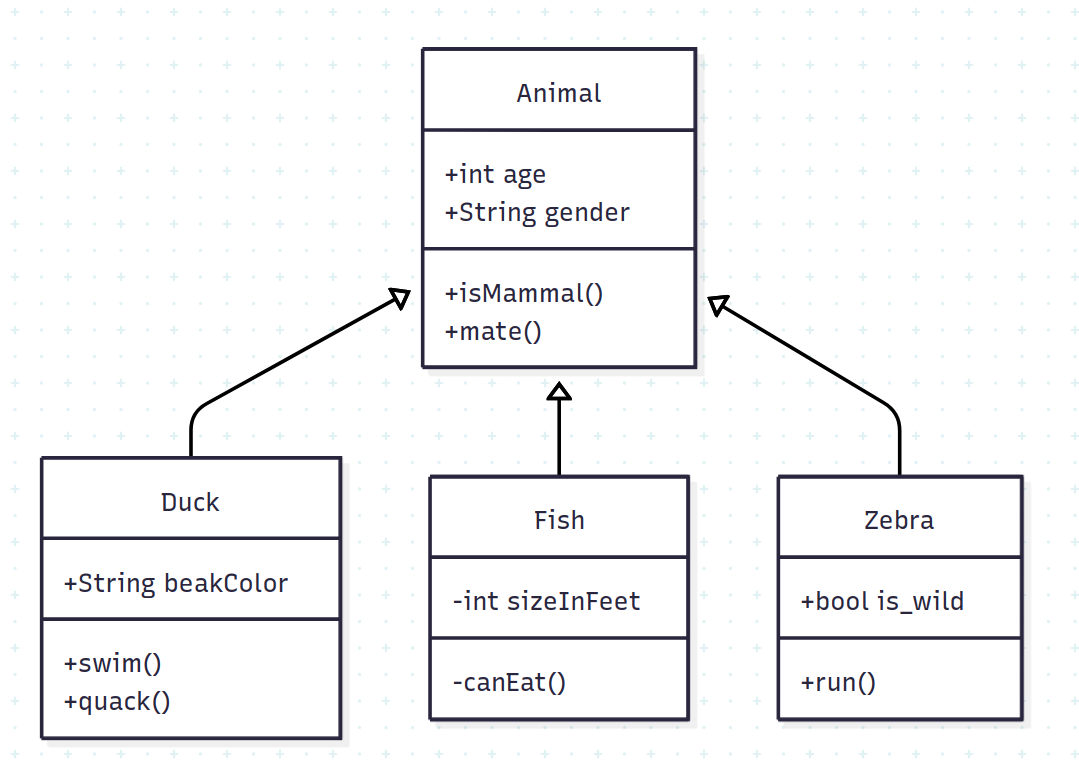 Animal
+int age
+String gender
+isMammal()
+mate()
Duck
+String beakColor
+swim()
+quack()
Fish
-int sizeInFeet
-canEat()
Zebra
+bool is_wild
+run()